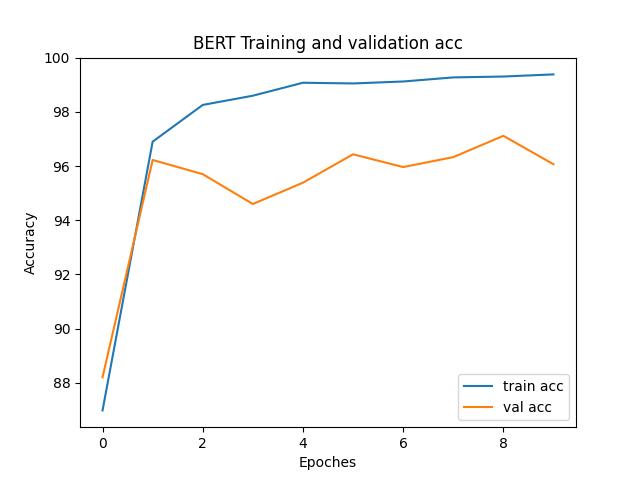 BERT Training and validation acc
100
98
96
94
92
90
88
Accuracy
0
2
4
6
8
Epoches
train acc
val acc